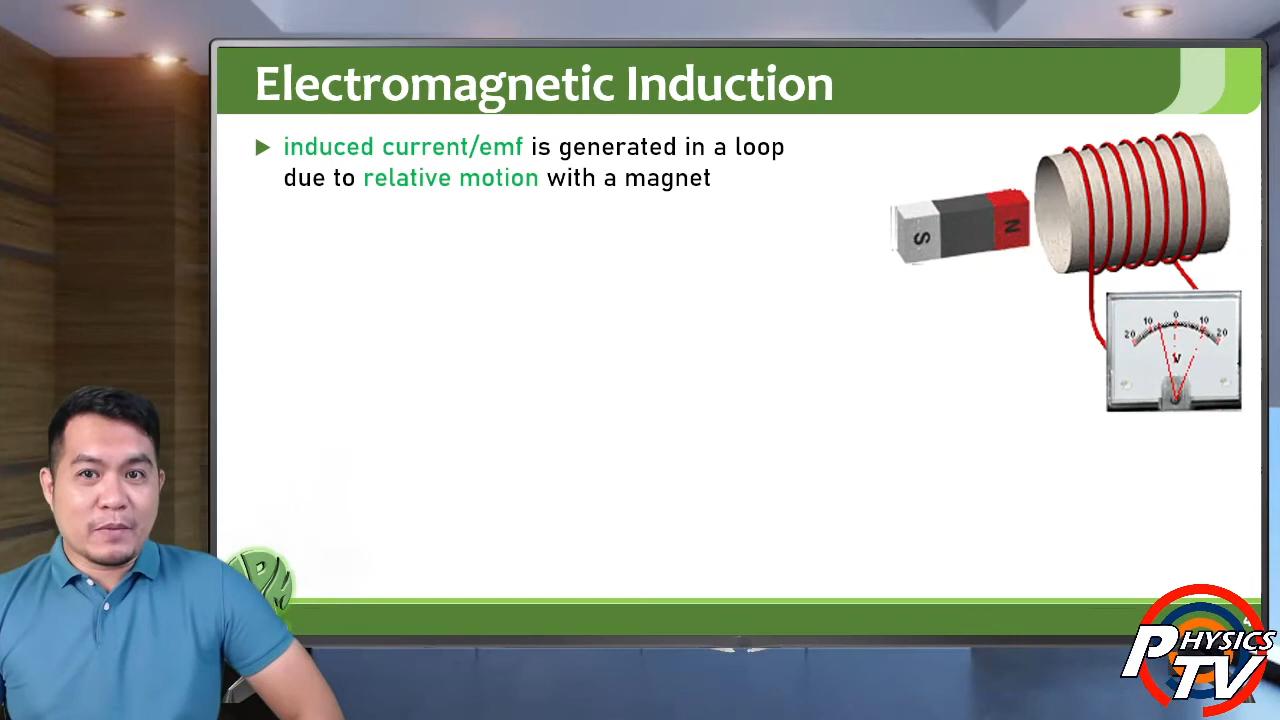 Electromagnetic Induction
induced current/emf is generated in a loop
due to relative motion with a magnet
S
N
20 10 0 10 20
V
PHYSICS
TV